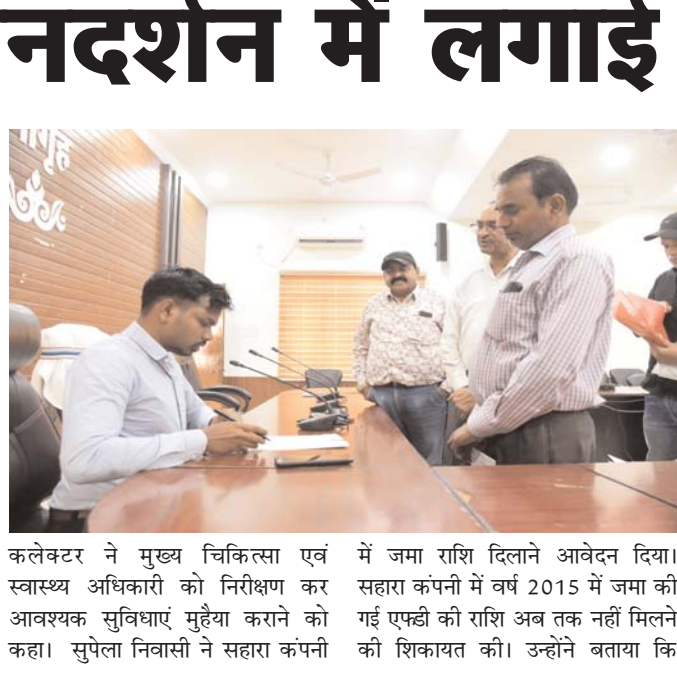 नदर्शन में लगाई
कलेक्टर ने मुख्य चिकित्सा एवं
स्वास्थ्य अधिकारी को निरीक्षण कर
आवश्यक सुविधाएं मुहैया कराने को
कहा। सुपेला निवासी ने सहारा कंपनी
में जमा राशि दिलाने आवेदन दिया।
सहारा कंपनी में वर्ष 2015 में जमा की
गई एफडी की राशि अब तक नहीं मिलने
की शिकायत की। उन्होंने बताया कि